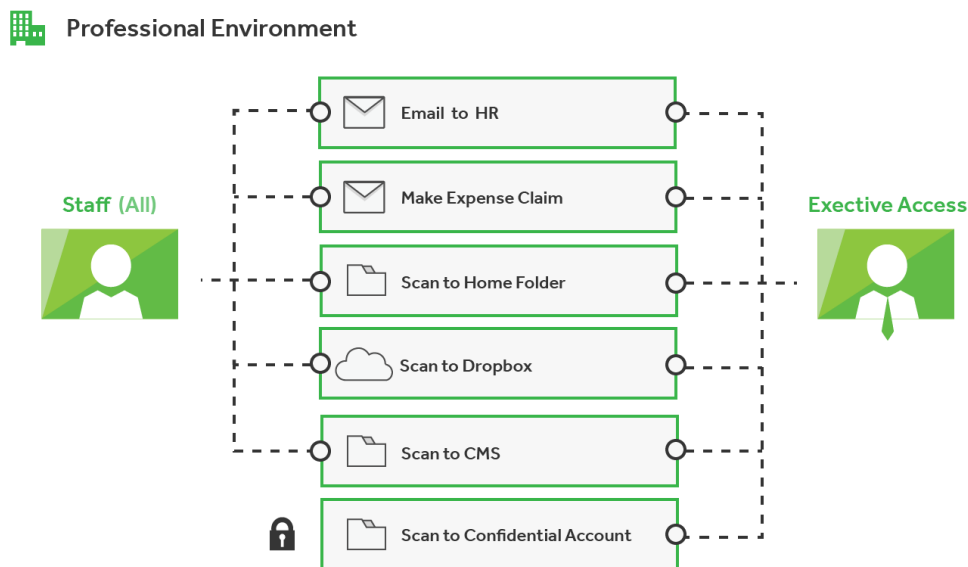 Professional Environment
Email to HR
Make Expense Claim
Staff (All)
Exective Access
Scan to Home Folder
Scan to Dropbox
Scan to CMS
Scan to Confidential Account